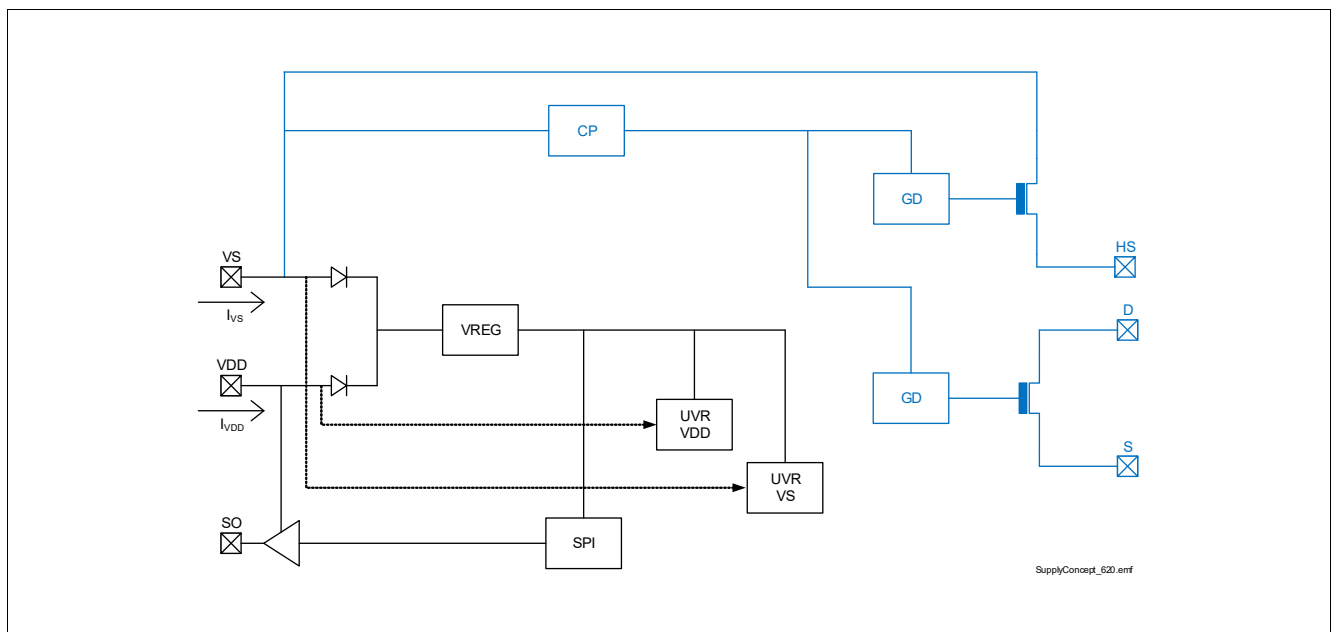 CP
GD
HS
VS
IVS
VREG
D
VDD
IVDD
GD
UVR
VDD
S
UVR
VS
SO
SPI
SupplyConcept_620.emf